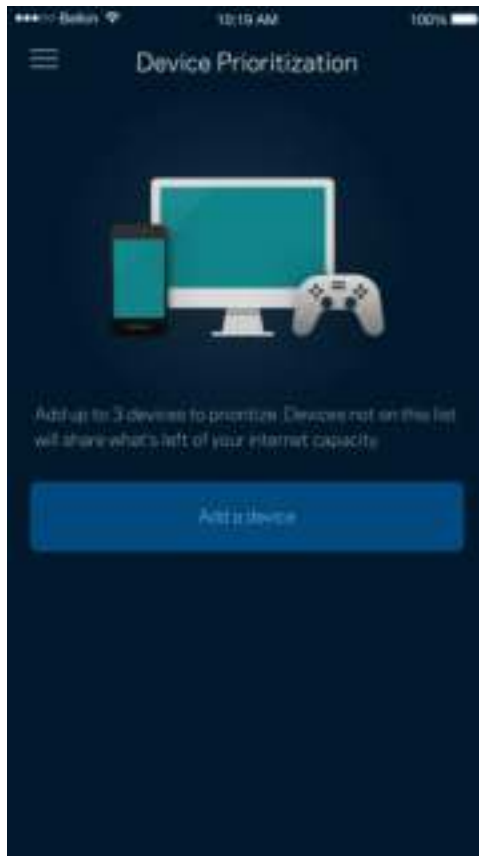 Belkin 10:19 AM 100%
Device Prioritization
Add up to 3 devices to prioritize. Devices not on this list
will share what's left of your internet capacity.
Add a device